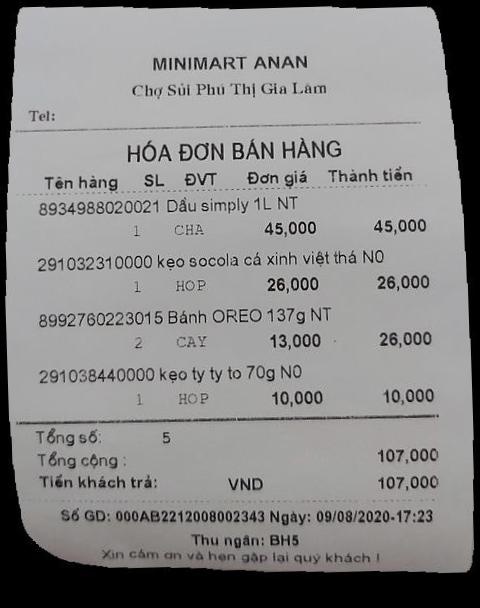 MINIMART ANAN
Chợ Sủi Phú Thị Gia Lâm
Tel:
HÓA ĐƠN BÁN HÀNG
Tên hàng SL ĐVT Đơn giá Thành tiền
8934988020021 Dầu simply 1L NT
1 CHA 45,000 45,000
291032310000 kẹo socola cá xinh việt thá N0
1 HOP 26,000 26,000
8992760223015 Bánh OREO 137g NT
2 CAY 13,000 26,000
291038440000 kẹo ty ty to 70g N0
1 HOP 10,000 10,000
Tổng số: 5
Tổng cộng : 107,000
Tiền khách trả: VND 107,000
Số GD: 000AB2212008002343 Ngày: 09/08/2020-17:23
Thu ngân: BH5
Xin cảm ơn và hẹn gặp lại quý khách !